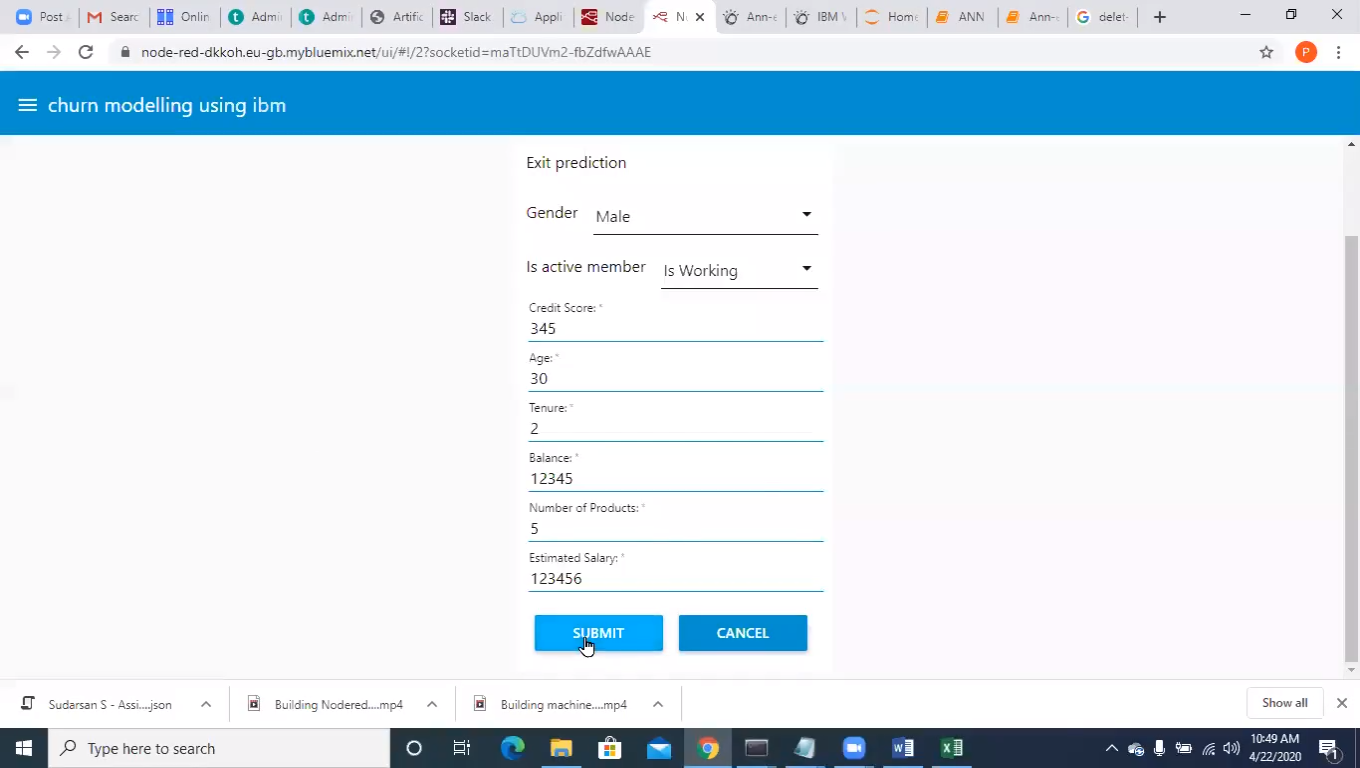 Post
Searc
Onlin
Admi
Admi
Artific
Slack
Appli
Node
N
Ann-e
IBM
Home
ANN
Ann-
delet
node-red-dkkoh.eu-gb.mybluemix.net/ui/#!/2?socketid=maTtDUVm2-fbZdfwAAAE
P
churn modelling using ibm
Exit prediction
Gender Male
Is active member Is Working
Credit Score: *
345
Age: *
30
Tenure: *
2
Balance: *
12345
Number of Products: *
5
Estimated Salary: *
123456
SUBMIT CANCEL
Sudarsan S - Assi....json
Building Nodered....mp4
Building machine....mp4
Show all
Type here to search
10:49 AM
4/22/2020
1